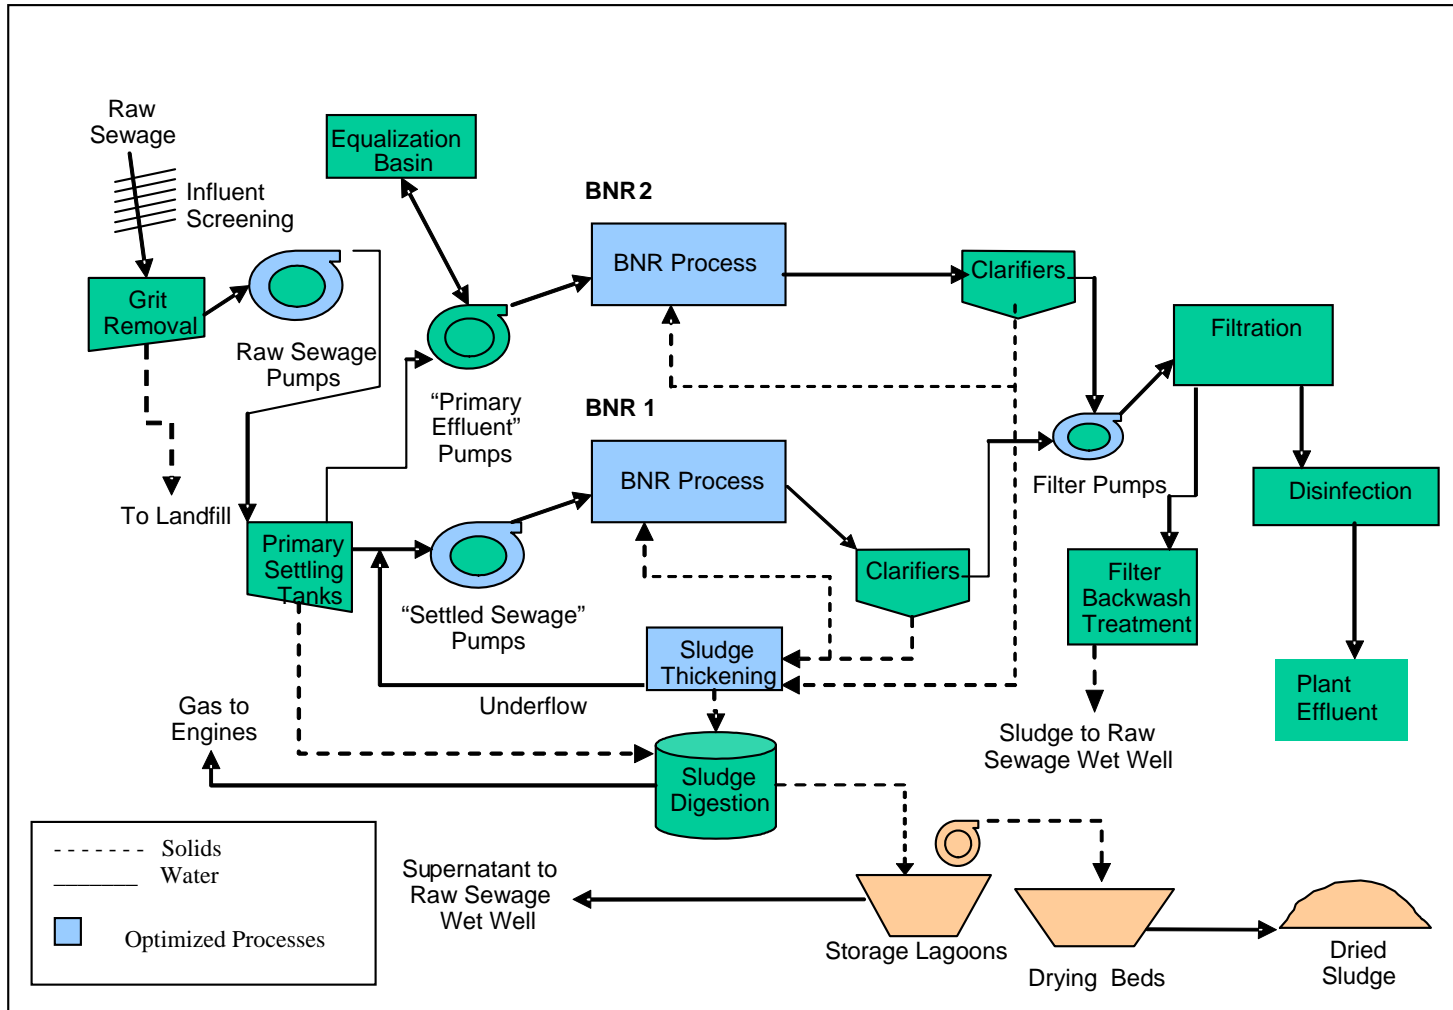 Raw
Sewage
Influent
Screening
Equalization
Basin
BNR 2
BNR Process
Clarifiers
Grit
Removal
Raw Sewage
Pumps
Filtration
“Primary
Effluent”
Pumps
BNR 1
BNR Process
Filter Pumps
Disinfection
To Landfill
Primary
Settling
Tanks
“Settled Sewage”
Pumps
Clarifiers
Filter
Backwash
Treatment
Sludge
Thickening
Underflow
Plant
Effluent
Gas to
Engines
Sludge to Raw
Sewage Wet Well
Sludge
Digestion
- - - - - - - Solids
_______ Water
Optimized Processes
Supernatant to
Raw Sewage
Wet Well
Storage Lagoons
Drying Beds
Dried
Sludge